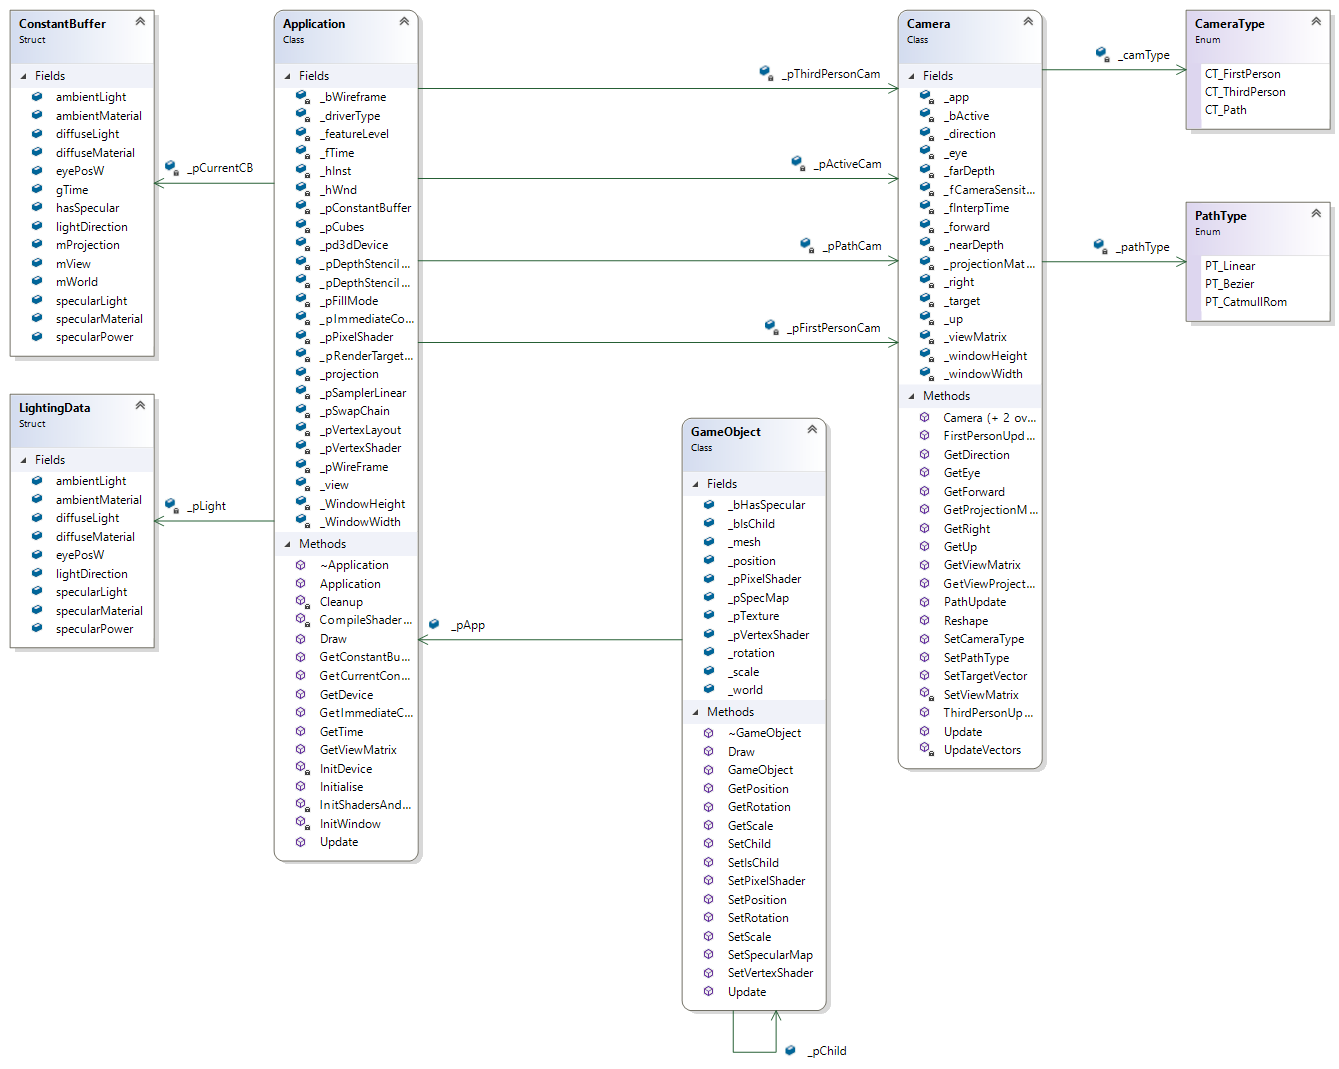 ConstantBuffer
Struct
Fields
ambientLight
ambientMaterial
diffuseLight
diffuseMaterial
eyePosW
gTime
hasSpecular
lightDirection
mProjection
mView
mWorld
specularLight
specularMaterial
specularPower
_pCurrentCB
LightingData
Struct
Fields
ambientLight
ambientMaterial
diffuseLight
diffuseMaterial
eyePosW
lightDirection
specularLight
specularMaterial
specularPower
_pLight
Application
Class
Fields
_bWireframe
_driverType
_featureLevel
_fTime
_hInst
_hWnd
_pConstantBuffer
_pCubes
_pd3dDevice
_pDepthStencil...
_pDepthStencil...
_pFillMode
_pImmediateCo...
_pPixelShader
_pRenderTarget...
_projection
_pSamplerLinear
_pSwapChain
_pVertexLayout
_pVertexShader
_pWireFrame
_view
_WindowHeight
_WindowWidth
Methods
~Application
Application
Cleanup
CompileShader...
Draw
GetConstantBu...
GetCurrentCon...
GetDevice
GetImmediateC...
GetTime
GetViewMatrix
InitDevice
Initialise
InitShadersAnd...
InitWindow
Update
_pThirdPersonCam
_pActiveCam
_pPathCam
_pFirstPersonCam
_pApp
GameObject
Class
Fields
_bHasSpecular
_bIsChild
_mesh
_position
_pPixelShader
_pSpecMap
_pTexture
_pVertexShader
_rotation
_scale
_world
Methods
~GameObject
Draw
GameObject
GetPosition
GetRotation
GetScale
SetChild
SetIsChild
SetPixelShader
SetPosition
SetRotation
SetScale
SetSpecularMap
SetVertexShader
Update
_pChild
Camera
Class
Fields
_app
_bActive
_direction
_eye
_farDepth
_fCameraSensit...
_fInterpTime
_forward
_nearDepth
_projectionMat...
_right
_target
_up
_viewMatrix
_windowHeight
_windowWidth
Methods
Camera (+ 2 ov...
FirstPersonUpd...
GetDirection
GetEye
GetForward
GetProjectionM...
GetRight
GetUp
GetViewMatrix
GetViewProject...
PathUpdate
Reshape
SetCameraType
SetPathType
SetTargetVector
SetViewMatrix
ThirdPersonUp...
Update
UpdateVectors
_camType
_pathType
CameraType
Enum
CT_FirstPerson
CT_ThirdPerson
CT_Path
PathType
Enum
PT_Linear
PT_Bezier
PT_CatmullRom